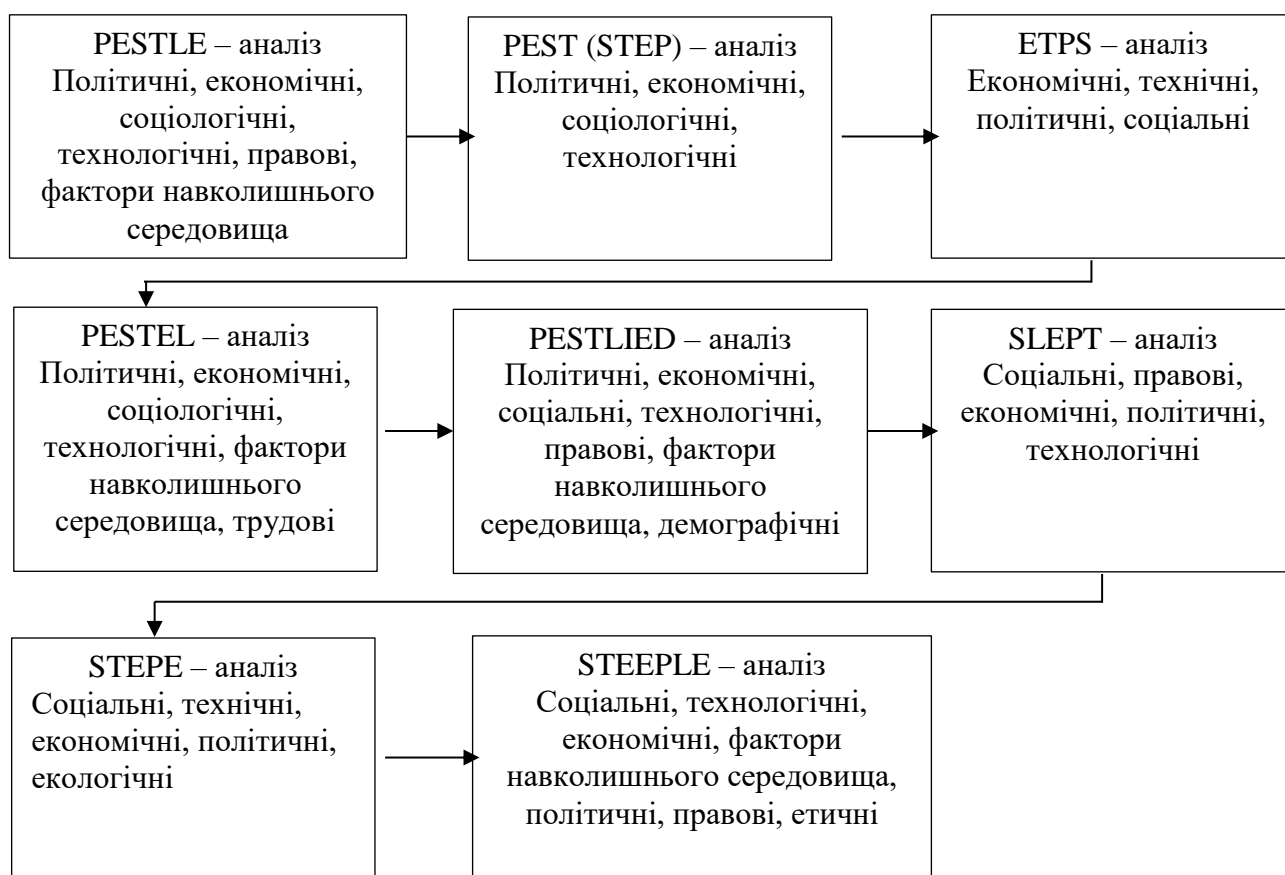 PESTLE – аналіз
Політичні, економічні,
соціологічні,
технологічні, правові,
фактори навколишнього
середовища
PEST (STEP) – аналіз
Політичні, економічні,
соціологічні,
технологічні
ETPS – аналіз
Економічні, технічні,
політичні, соціальні
PESTEL – аналіз
Політичні, економічні,
соціологічні,
технологічні, фактори
навколишнього
середовища, трудові
PESTLIED – аналіз
Політичні, економічні,
соціальні, технологічні,
правові, фактори
навколишнього
середовища, демографічні
SLEPT – аналіз
Соціальні, правові,
економічні, політичні,
технологічні
STEPE – аналіз
Соціальні, технічні,
економічні, політичні,
екологічні
STEEPLE – аналіз
Соціальні, технологічні,
економічні, фактори
навколишнього середовища,
політичні, правові, етичні